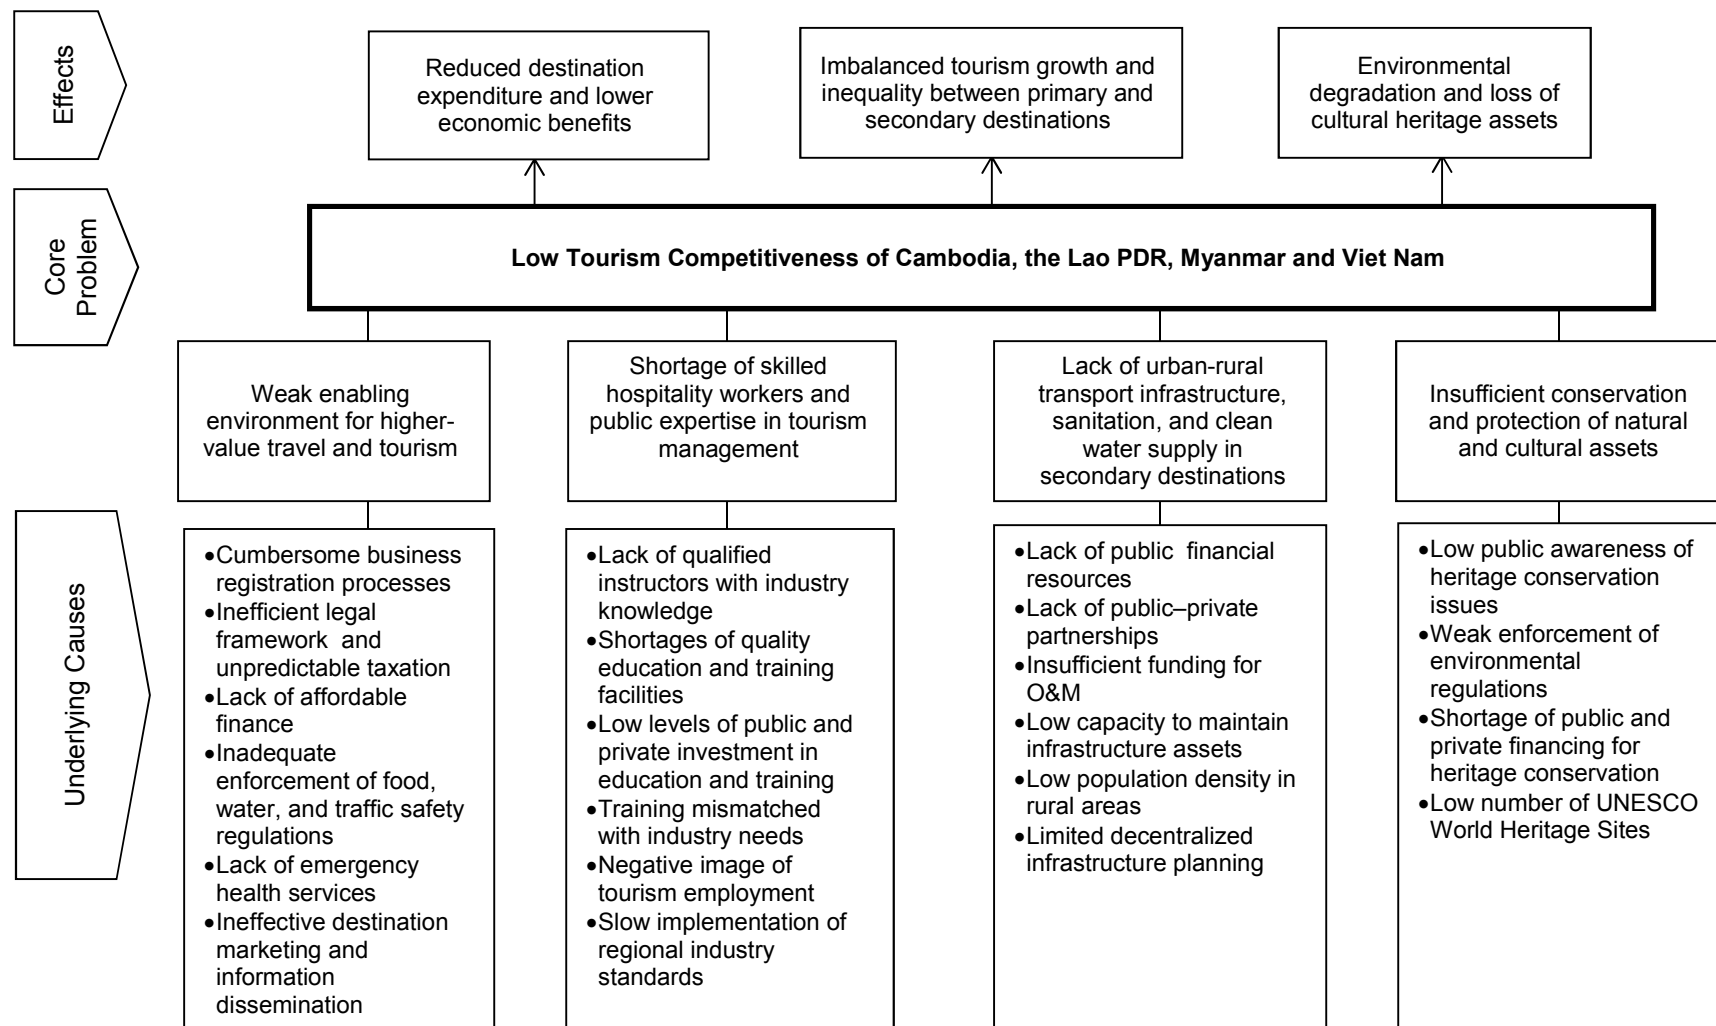 Effects
Reduced destination
expenditure and lower
economic benefits
Imbalanced tourism growth and
inequality between primary and
secondary destinations
Environmental
degradation and loss of
cultural heritage assets
Core
Problem
Low Tourism Competitiveness of Cambodia, the Lao PDR, Myanmar and Viet Nam
Weak enabling
environment for higher-
value travel and tourism
Shortage of skilled
hospitality workers and
public expertise in tourism
management
Lack of urban-rural
transport infrastructure,
sanitation, and clean
water supply in
secondary destinations
Insufficient conservation
and protection of natural
and cultural assets
Underlying Causes
•Cumbersome business
registration processes
•Inefficient legal
framework and
unpredictable taxation
•Lack of affordable
finance
•Inadequate
enforcement of food,
water, and traffic safety
regulations
•Lack of emergency
health services
•Ineffective destination
marketing and
information
dissemination
•Lack of qualified
instructors with industry
knowledge
•Shortages of quality
education and training
facilities
•Low levels of public and
private investment in
education and training
•Training mismatched
with industry needs
•Negative image of
tourism employment
•Slow implementation of
regional industry
standards
•Lack of public financial
resources
•Lack of public–private
partnerships
•Insufficient funding for
O&M
•Low capacity to maintain
infrastructure assets
•Low population density in
rural areas
•Limited decentralized
infrastructure planning
•Low public awareness of
heritage conservation
issues
•Weak enforcement of
environmental
regulations
•Shortage of public and
private financing for
heritage conservation
•Low number of UNESCO
World Heritage Sites